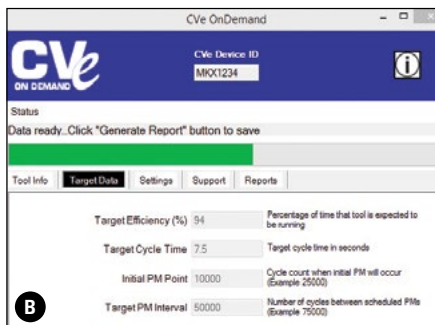 CVe OnDemand
CVe
ON DEMAND
CVe Device ID
MKX1234
i
Status
Data ready..Click "Generate Report" button to save
Tool Info Target Data Settings Support Reports
Target Efficiency (%) 94 Percentage of time that tool is expected to
be running
Target Cycle Time 7.5 Target cycle time in seconds
Initial PM Point 10000 Cycle count when initial PM will occur
(Example 25000)
Target PM Interval 50000 Number of cycles between scheduled PMs
(Example 75000)
B